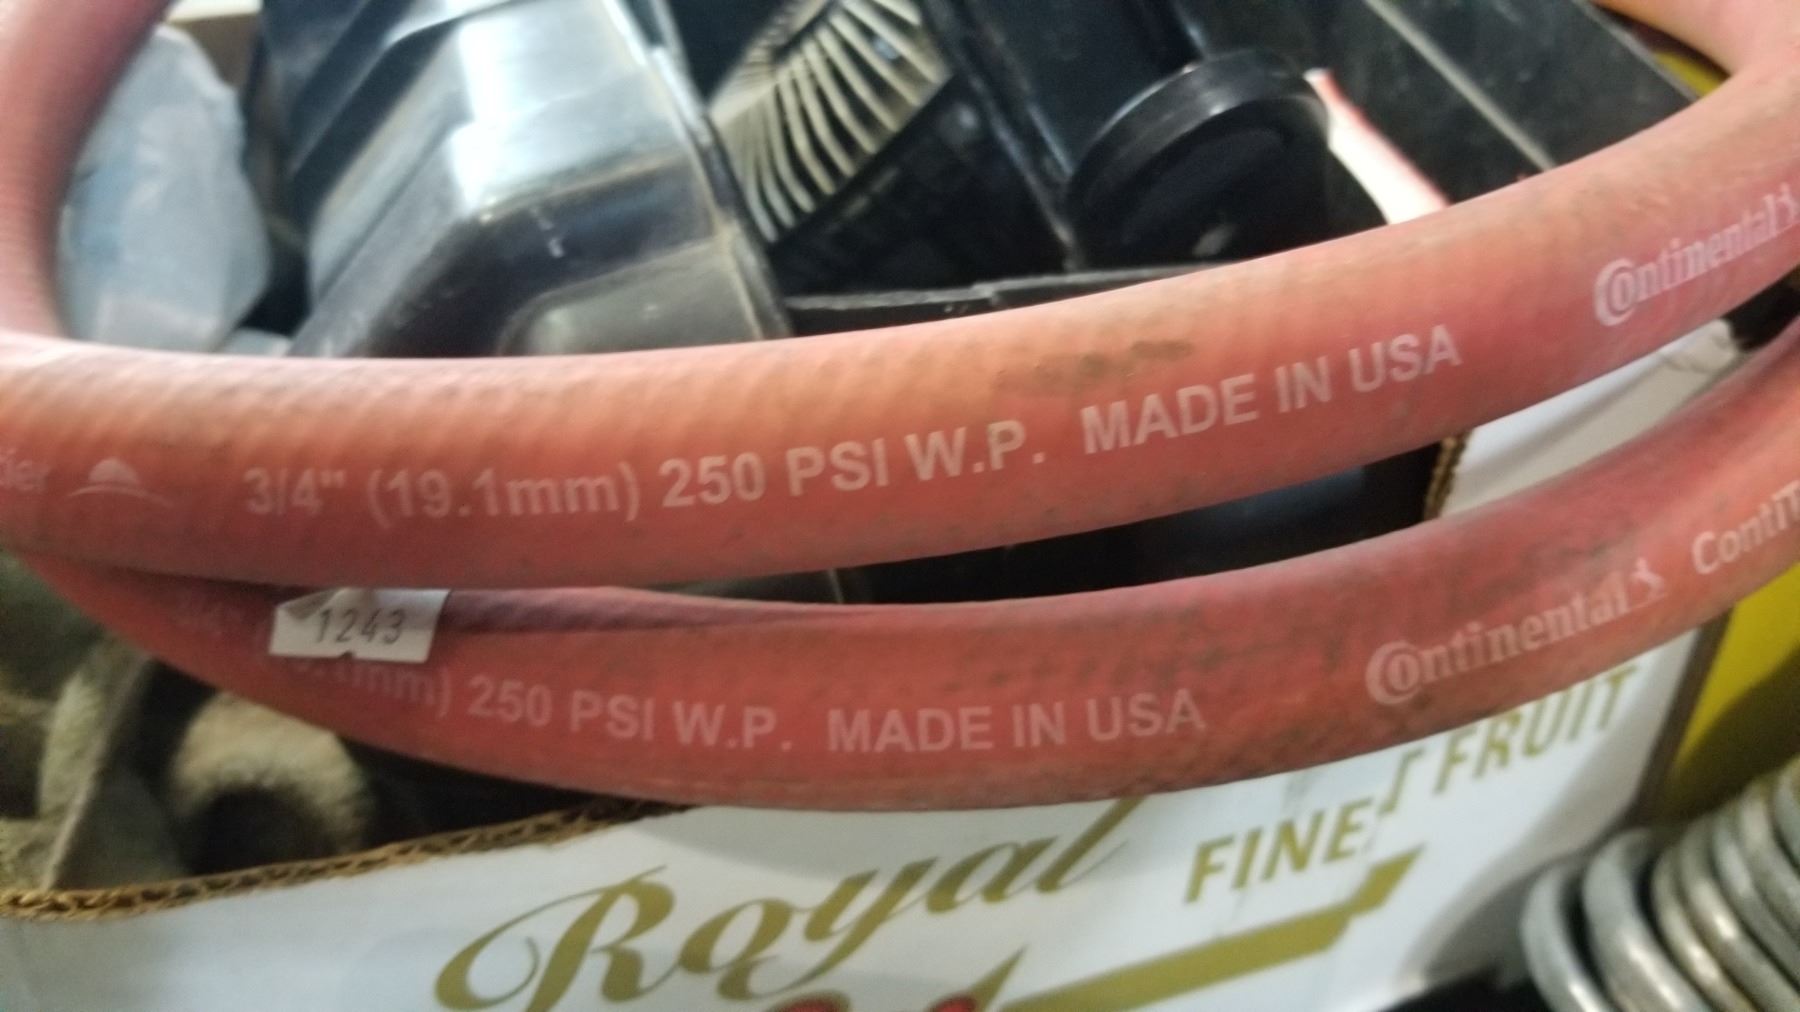 Continental
3/4" (19.1mm) 250 PSI W.P. MADE IN USA
1243
250 PSI W.P. MADE IN USA
Continental
Royal
FINEST FRUIT